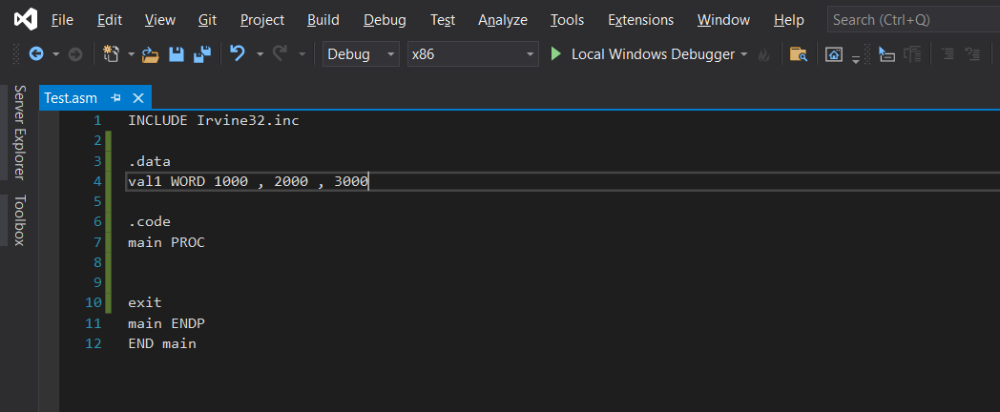 File Edit View Git Project Build Debug Test Analyze Tools Extensions Window Help Search (Ctrl+Q)
Debug x86 Local Windows Debugger
Server Explorer
Toolbox
Test.asm
1 INCLUDE Irvine32.inc
2
3 .data
4 val1 WORD 1000 , 2000 , 3000
5
6 .code
7 main PROC
8
9
10 exit
11 main ENDP
12 END main